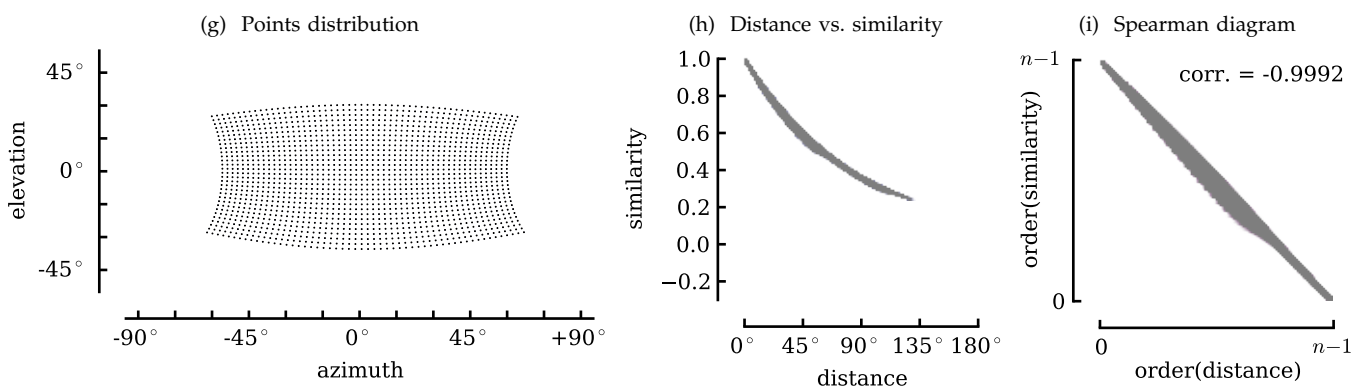 (g) Points distribution
45°
0°
-45°
elevation
-90°
-45°
0°
45°
+90°
azimuth
(h) Distance vs. similarity
1.0
0.8
0.6
0.4
0.2
0.0
−0.2
similarity
0°
45°
90°
135°
180°
distance
(i) Spearman diagram
n−1
corr. = -0.9992
order(similarity)
0
0
n−1
order(distance)